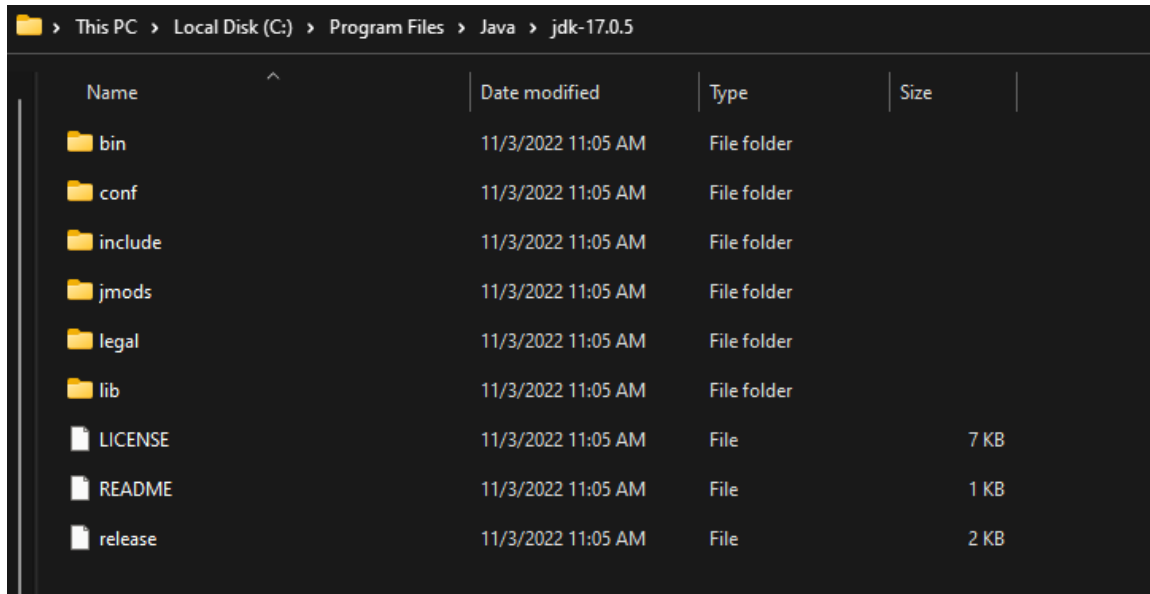 This PC > Local Disk (C:) > Program Files > Java > jdk-17.0.5
Name Date modified Type Size
bin 11/3/2022 11:05 AM File folder
conf 11/3/2022 11:05 AM File folder
include 11/3/2022 11:05 AM File folder
jmods 11/3/2022 11:05 AM File folder
legal 11/3/2022 11:05 AM File folder
lib 11/3/2022 11:05 AM File folder
LICENSE 11/3/2022 11:05 AM File 7 KB
README 11/3/2022 11:05 AM File 1 KB
release 11/3/2022 11:05 AM File 2 KB